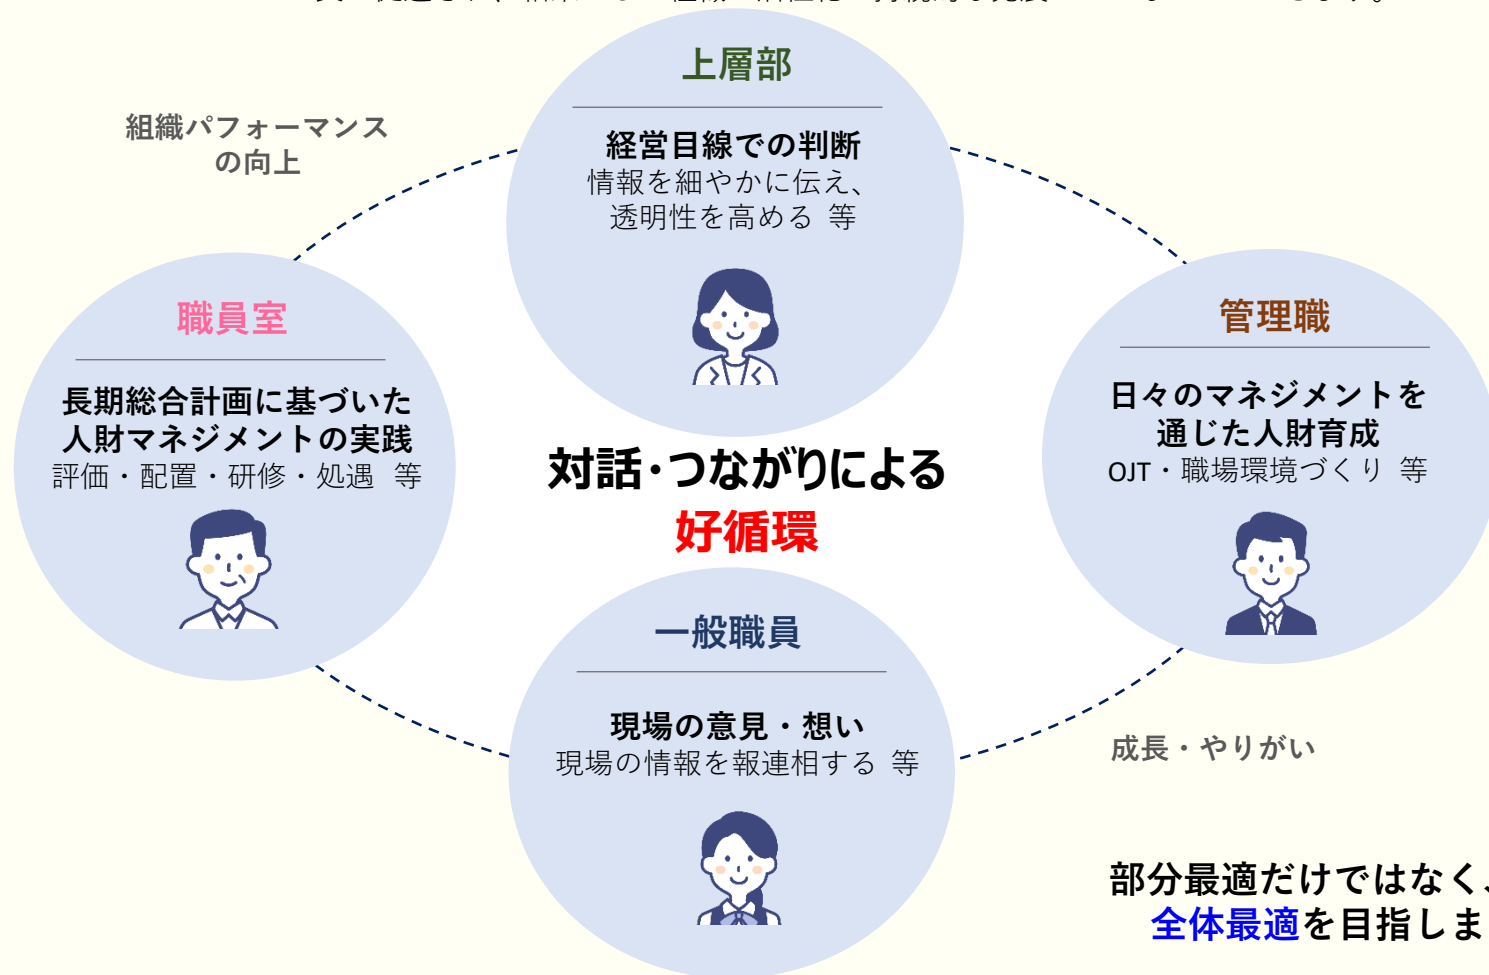 上層部
経営目線での判断
情報を細やかに伝え、
透明性を高める 等
組織パフォーマンス
の向上
職員室
長期総合計画に基づいた
人財マネジメントの実践
評価・配置・研修・処遇 等
管理職
日々のマネジメントを
通じた人財育成
OJT・職場環境づくり 等
対話・つながりによる
好循環
一般職員
現場の意見・想い
現場の情報を報連相する 等
成長・やりがい
部分最適だけではなく、
全体最適を目指しま